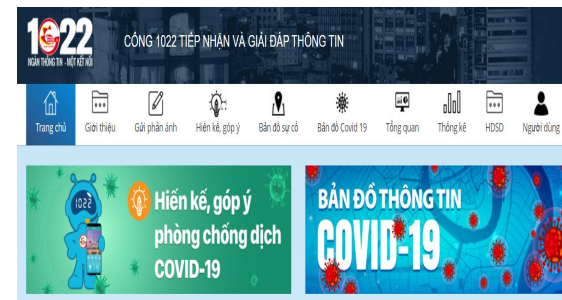 1022
NGÀN THÔNG TIN - MỘT KẾT NỐI
CỔNG 1022 TIẾP NHẬN VÀ GIẢI ĐÁP THÔNG TIN
Trang chủ
Giới thiệu
Gửi phản ánh
Hiến kế, góp ý
Bản đồ sự cố
Bản đồ Covid 19
Tổng quan
Thống kê
HDSD
Người dùng
1022
Hiến kế, góp ý
phòng chống dịch
COVID-19
BẢN ĐỒ THÔNG TIN
COVID-19